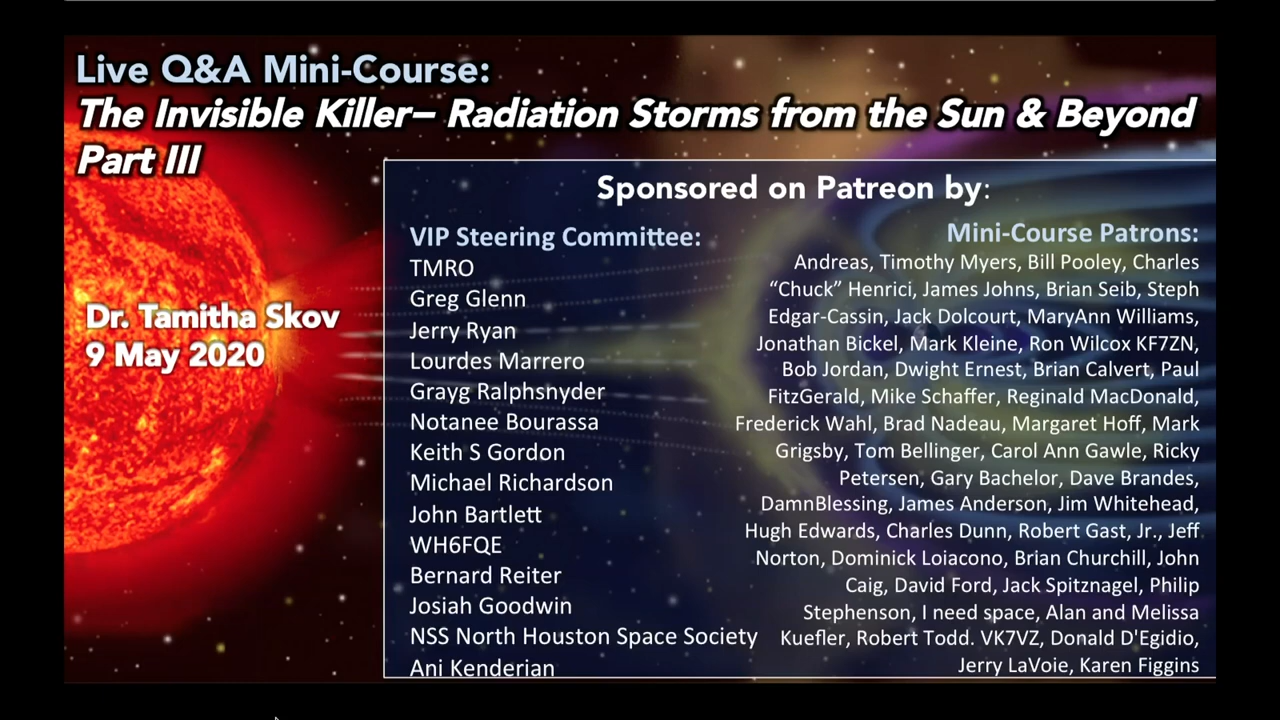 Live Q&A Mini-Course:
The Invisible Killer– Radiation Storms from the Sun & Beyond
Part III
Dr. Tamitha Skov
9 May 2020
Sponsored on Patreon by:
VIP Steering Committee:
TMRO
Greg Glenn
Jerry Ryan
Lourdes Marrero
Grayg Ralphsnyder
Notanee Bourassa
Keith S Gordon
Michael Richardson
John Bartlett
WH6FQE
Bernard Reiter
Josiah Goodwin
NSS North Houston Space Society
Ani Kenderian
Mini-Course Patrons:
Andreas, Timothy Myers, Bill Pooley, Charles
“Chuck” Henrici, James Johns, Brian Seib, Steph
Edgar-Cassin, Jack Dolcourt, MaryAnn Williams,
Jonathan Bickel, Mark Kleine, Ron Wilcox KF7ZN,
Bob Jordan, Dwight Ernest, Brian Calvert, Paul
FitzGerald, Mike Schaffer, Reginald MacDonald,
Frederick Wahl, Brad Nadeau, Margaret Hoff, Mark
Grigsby, Tom Bellinger, Carol Ann Gawle, Ricky
Petersen, Gary Bachelor, Dave Brandes,
DamnBlessing, James Anderson, Jim Whitehead,
Hugh Edwards, Charles Dunn, Robert Gast, Jr., Jeff
Norton, Dominick Loiacono, Brian Churchill, John
Caig, David Ford, Jack Spitznagel, Philip
Stephenson, I need space, Alan and Melissa
Kuefler, Robert Todd. VK7VZ, Donald D'Egidio,
Jerry LaVoie, Karen Figgins